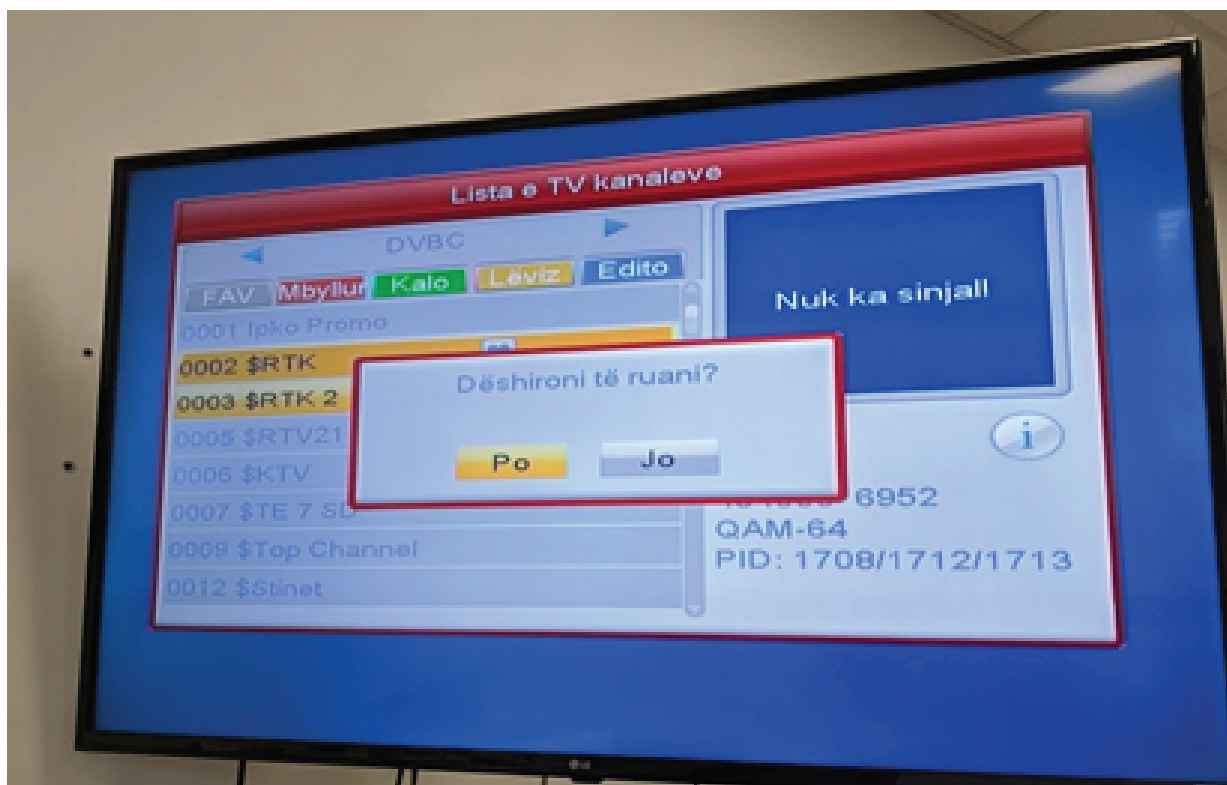 Lista e TV kanaleve
DVBC
FAV Mbyllur Kalo Lëviz Edito
0001 Ipko Promo
0002 $RTK
0003 $RTK 2
0005 $RTV21
0006 $KTV
0007 $TE 7 SD
0009 $Top Channel
0012 $Stinet
Nuk ka sinjal!
Dëshironi të ruani?
Po Jo
i
6952
QAM-64
PID: 1708/1712/1713
LG